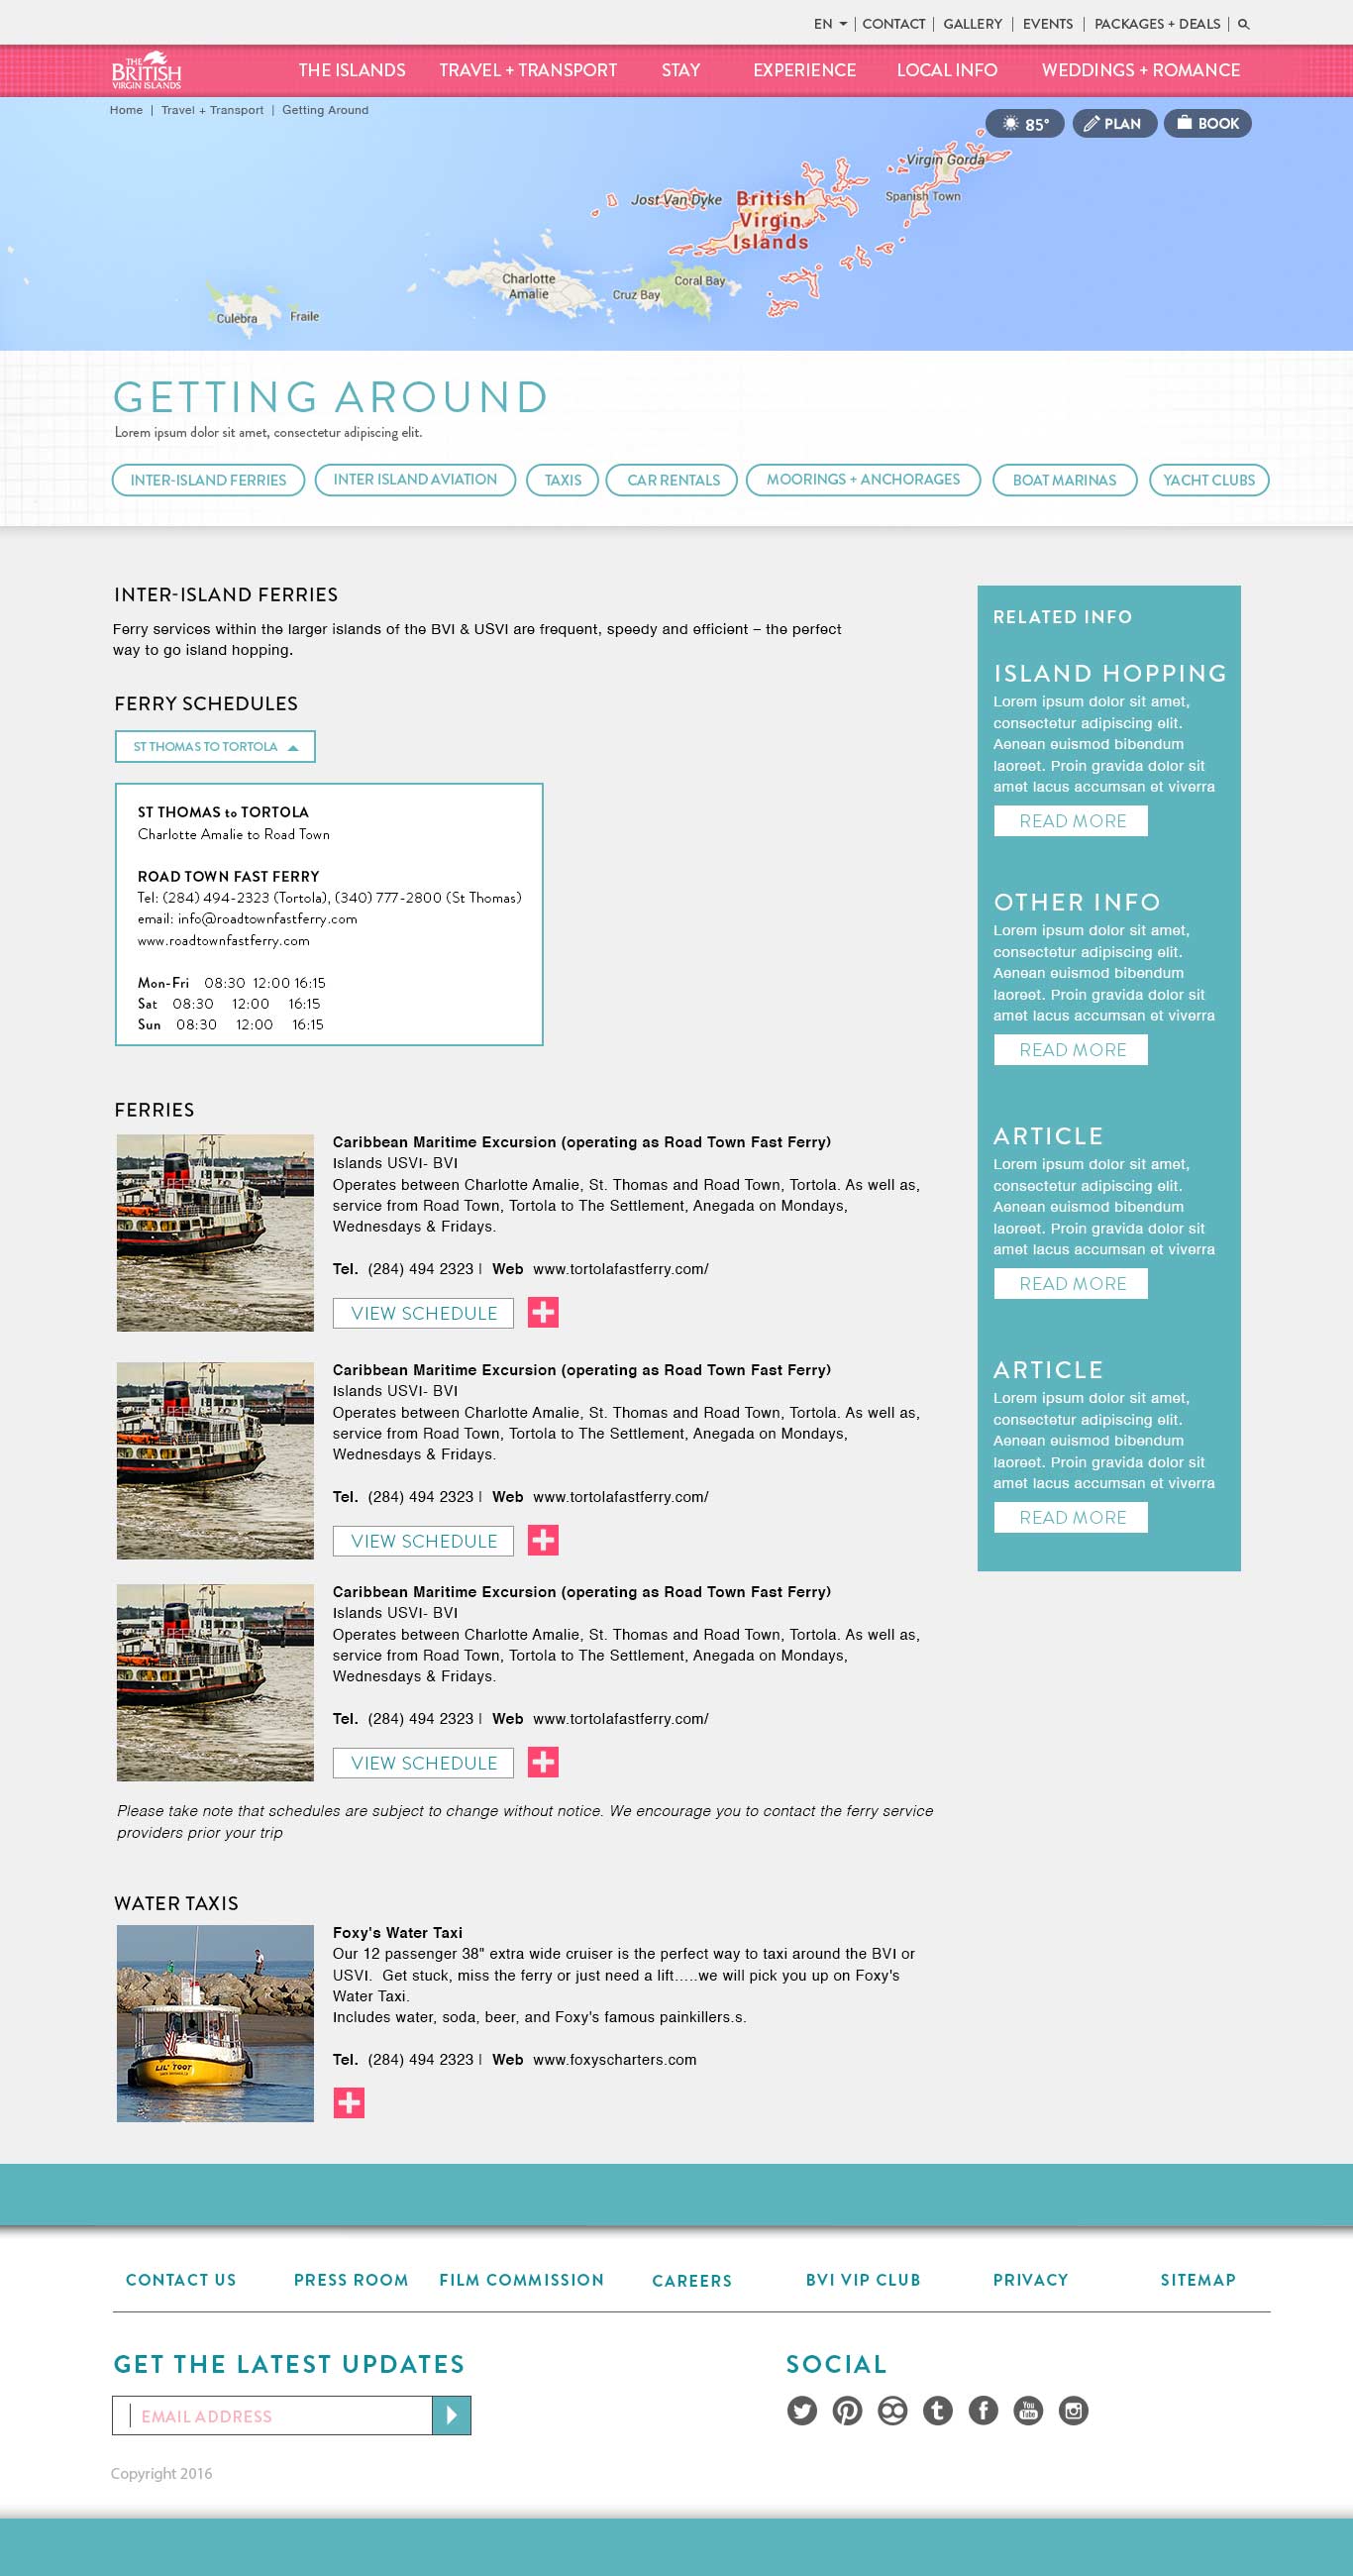 EN | CONTACT | GALLERY | EVENTS | PACKAGES + DEALS |
THE
BRITISH
VIRGIN ISLANDS
THE ISLANDS TRAVEL + TRANSPORT STAY EXPERIENCE LOCAL INFO WEDDINGS + ROMANCE
Home | Travel + Transport | Getting Around
85° PLAN BOOK
Virgin Gorda
Jost Van Dyke
Spanish Town
British
Virgin
Islands
Charlotte
Amalie
Coral Bay
Cruz Bay
Culebra
Fraile
GETTING AROUND
Lorem ipsum dolor sit amet, consectetur adipiscing elit.
INTER-ISLAND FERRIES INTER ISLAND AVIATION TAXIS CAR RENTALS MOORINGS + ANCHORAGES BOAT MARINAS YACHT CLUBS
INTER-ISLAND FERRIES
Ferry services within the larger islands of the BVI & USVI are frequent, speedy and efficient – the perfect
way to go island hopping.
FERRY SCHEDULES
ST THOMAS TO TORTOLA
ST THOMAS to TORTOLA
Charlotte Amalie to Road Town
ROAD TOWN FAST FERRY
Tel: (284) 494-2323 (Tortola), (340) 777-2800 (St Thomas)
email: info@roadtownfastferry.com
www.roadtownfastferry.com
Mon-Fri 08:30 12:00 16:15
Sat 08:30 12:00 16:15
Sun 08:30 12:00 16:15
FERRIES
Caribbean Maritime Excursion (operating as Road Town Fast Ferry)
Islands USVI- BVI
Operates between Charlotte Amalie, St. Thomas and Road Town, Tortola. As well as,
service from Road Town, Tortola to The Settlement, Anegada on Mondays,
Wednesdays & Fridays.
Tel. (284) 494 2323 | Web www.tortolafastferry.com/
VIEW SCHEDULE
Caribbean Maritime Excursion (operating as Road Town Fast Ferry)
Islands USVI- BVI
Operates between Charlotte Amalie, St. Thomas and Road Town, Tortola. As well as,
service from Road Town, Tortola to The Settlement, Anegada on Mondays,
Wednesdays & Fridays.
Tel. (284) 494 2323 | Web www.tortolafastferry.com/
VIEW SCHEDULE
Caribbean Maritime Excursion (operating as Road Town Fast Ferry)
Islands USVI- BVI
Operates between Charlotte Amalie, St. Thomas and Road Town, Tortola. As well as,
service from Road Town, Tortola to The Settlement, Anegada on Mondays,
Wednesdays & Fridays.
Tel. (284) 494 2323 | Web www.tortolafastferry.com/
VIEW SCHEDULE
Please take note that schedules are subject to change without notice. We encourage you to contact the ferry service
providers prior your trip
WATER TAXIS
LIL' TOOT
Foxy's Water Taxi
Our 12 passenger 38" extra wide cruiser is the perfect way to taxi around the BVI or
USVI. Get stuck, miss the ferry or just need a lift.....we will pick you up on Foxy's
Water Taxi.
Includes water, soda, beer, and Foxy's famous painkillers.s.
Tel. (284) 494 2323 | Web www.foxyscharters.com
RELATED INFO
ISLAND HOPPING
Lorem ipsum dolor sit amet,
consectetur adipiscing elit.
Aenean euismod bibendum
laoreet. Proin gravida dolor sit
amet lacus accumsan et viverra
READ MORE
OTHER INFO
Lorem ipsum dolor sit amet,
consectetur adipiscing elit.
Aenean euismod bibendum
laoreet. Proin gravida dolor sit
amet lacus accumsan et viverra
READ MORE
ARTICLE
Lorem ipsum dolor sit amet,
consectetur adipiscing elit.
Aenean euismod bibendum
laoreet. Proin gravida dolor sit
amet lacus accumsan et viverra
READ MORE
ARTICLE
Lorem ipsum dolor sit amet,
consectetur adipiscing elit.
Aenean euismod bibendum
laoreet. Proin gravida dolor sit
amet lacus accumsan et viverra
READ MORE
CONTACT US PRESS ROOM FILM COMMISSION CAREERS BVI VIP CLUB PRIVACY SITEMAP
GET THE LATEST UPDATES
EMAIL ADDRESS
SOCIAL
You
Tube
Copyright 2016